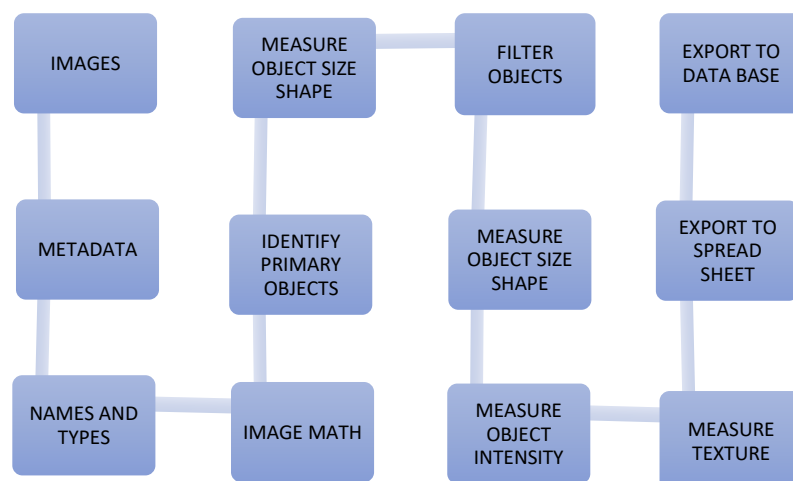 IMAGES
METADATA
NAMES AND
TYPES
IMAGE MATH
IDENTIFY
PRIMARY
OBJECTS
MEASURE
OBJECT SIZE
SHAPE
FILTER
OBJECTS
MEASURE
OBJECT SIZE
SHAPE
MEASURE
OBJECT
INTENSITY
MEASURE
TEXTURE
EXPORT TO
SPREAD
SHEET
EXPORT TO
DATA BASE